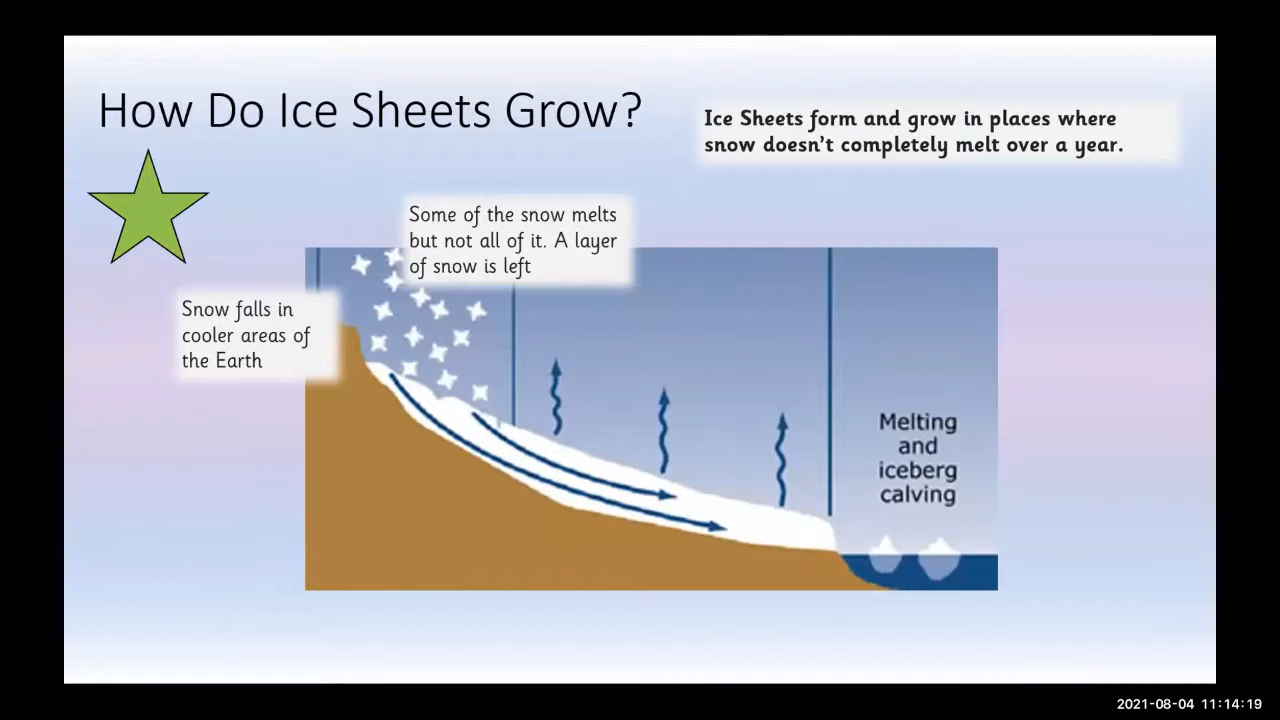 How Do Ice Sheets Grow?
Ice Sheets form and grow in places where
snow doesn't completely melt over a year.
Some of the snow melts
but not all of it. A layer
of snow is left
Snow falls in
cooler areas of
the Earth
Melting
and
iceberg
calving
2021-08-04 11:14:19